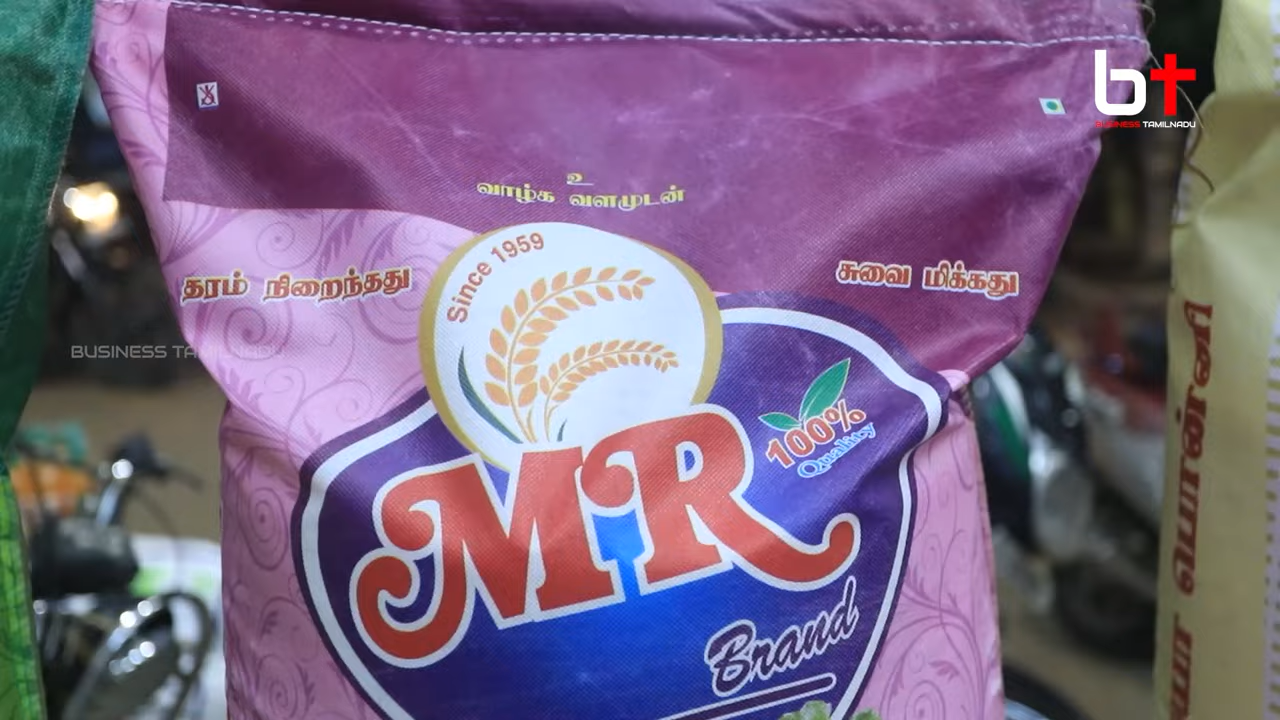 bt
BUSINESS TAMILNADU
உ
வாழ்க வளமுடன்
Since 1959
தரம் நிறைந்தது
சுவை மிக்கது
BUSINESS TAMILNADU
100%
Quality
MR
Brand
பொன்னி